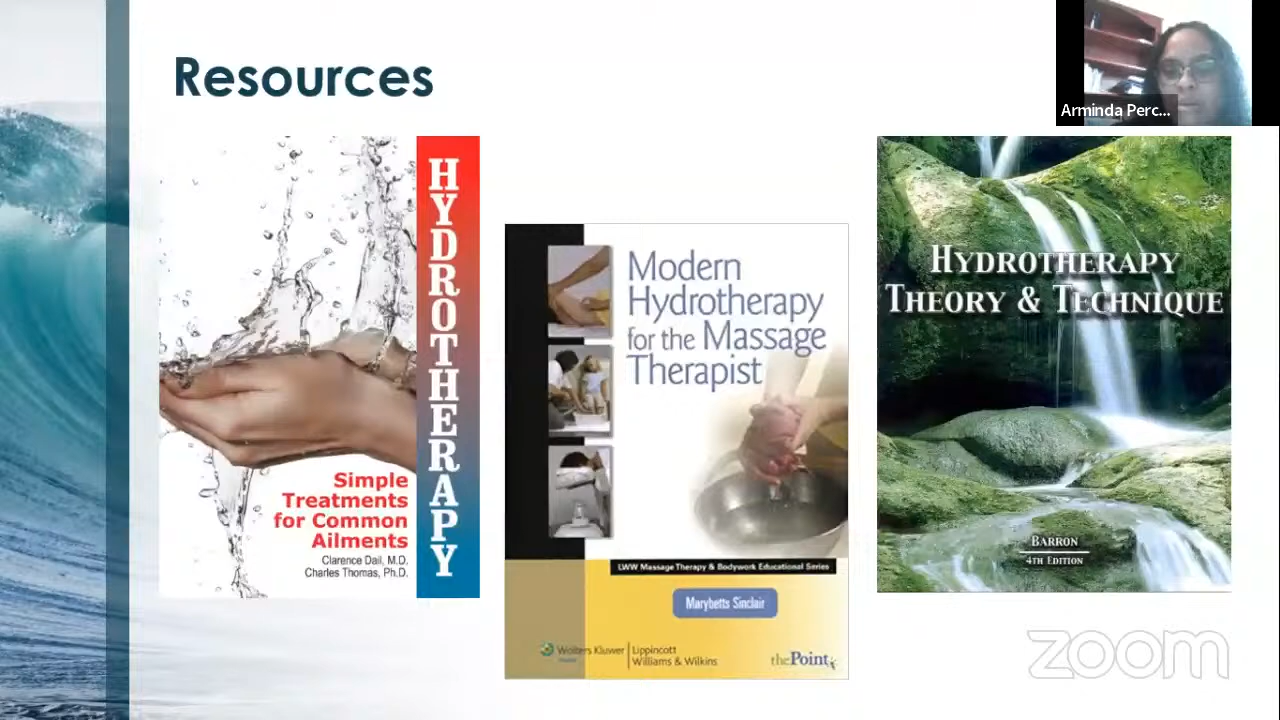 Resources
Arminda Perc...
HYDROTHERAPY
Simple
Treatments
for Common
Ailments
Clarence Dail, M.D.
Charles Thomas, Ph.D.
Modern
Hydrotherapy
for the Massage
Therapist
LWW Massage Therapy & Bodywork Educational Series
Marybetts Sinclair
Wolters Kluwer
Lippincott
Williams & Wilkins
thePoint
HYDROTHERAPY
THEORY & TECHNIQUE
BARRON
4TH EDITION
zoom